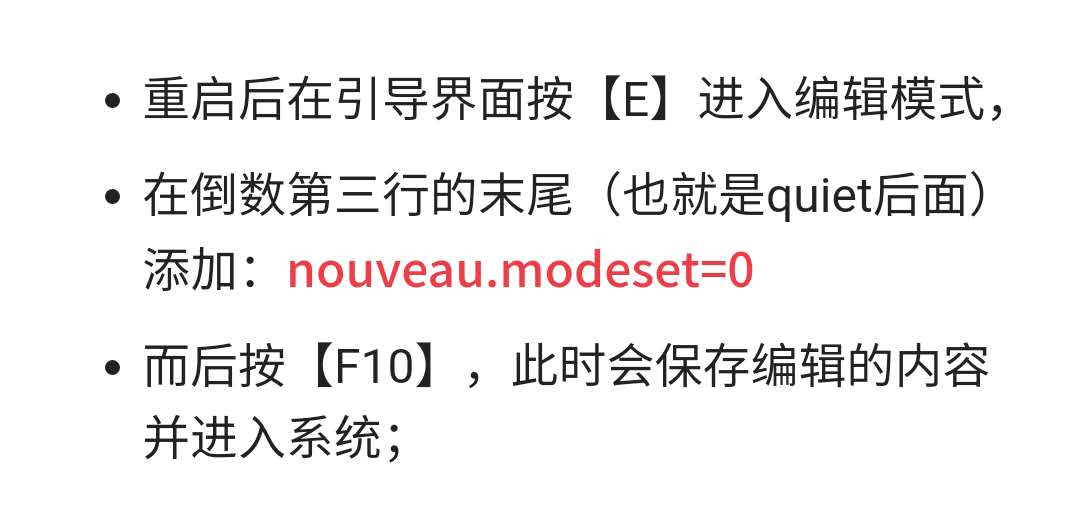 • 重启后在引导界面按【E】进入编辑模式，
• 在倒数第三行的末尾（也就是quiet后面）
添加：nouveau.modeset=0
• 而后按【F10】，此时会保存编辑的内容
并进入系统；